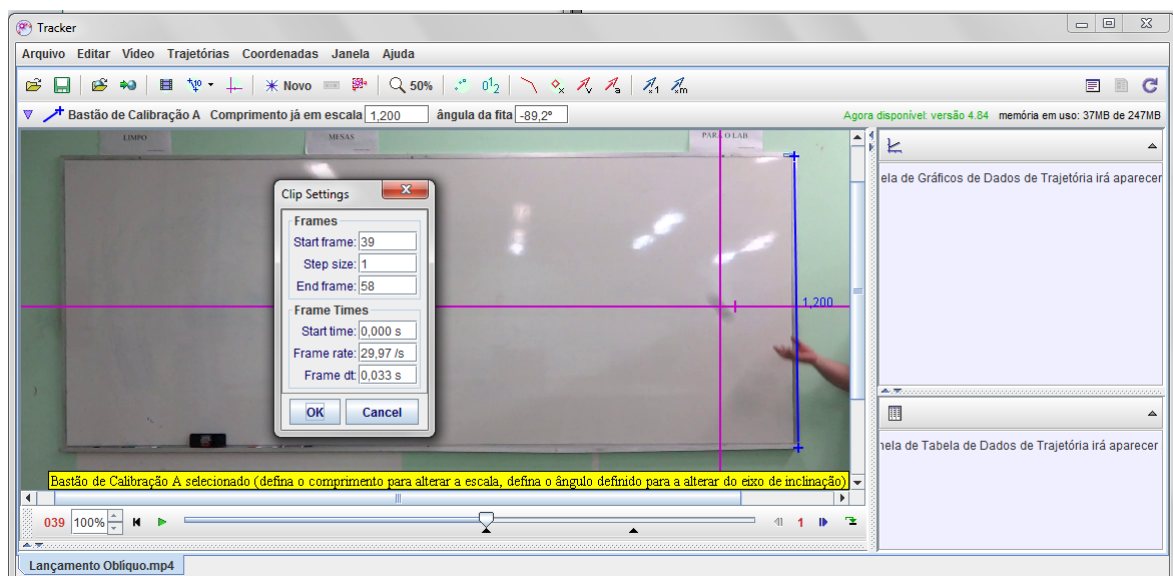 Tracker
Arquivo Editar Video Trajetórias Coordenadas Janela Ajuda
Novo 50%
Bastão de Calibração A Comprimento já em escala 1,200 ângula da fita -89,2° Agora disponível: versão 4.84 memória em uso: 37MB de 247MB
LIMPO MESAS PARA O LAB.
ela de Gráficos de Dados de Trajetória irá aparecer
Clip Settings
Frames
Start frame: 39
Step size: 1
End frame: 58
Frame Times
Start time: 0,000 s
Frame rate: 29,97 /s
Frame dt: 0,033 s
OK Cancel
1,200
nela de Tabela de Dados de Trajetória irá aparecer
Bastão de Calibração A selecionado (defina o comprimento para alterar a escala, defina o ângulo definido para a alterar do eixo de inclinação)
039 100% 1
Lançamento Oblíquo.mp4